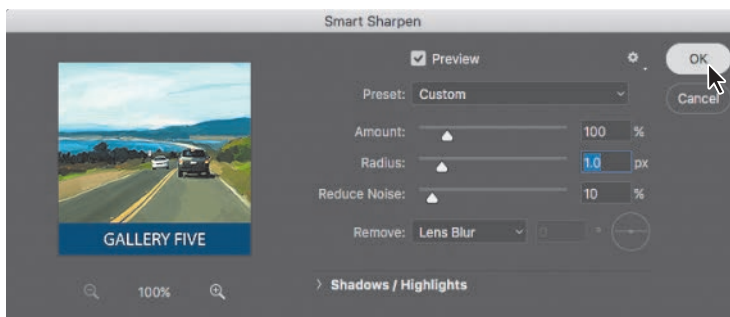 Smart Sharpen
Preview
OK
Preset: Custom
Cancel
Amount: 100 %
Radius: 1.0 px
Reduce Noise: 10 %
Remove: Lens Blur 0 °
GALLERY FIVE
100%
Shadows / Highlights